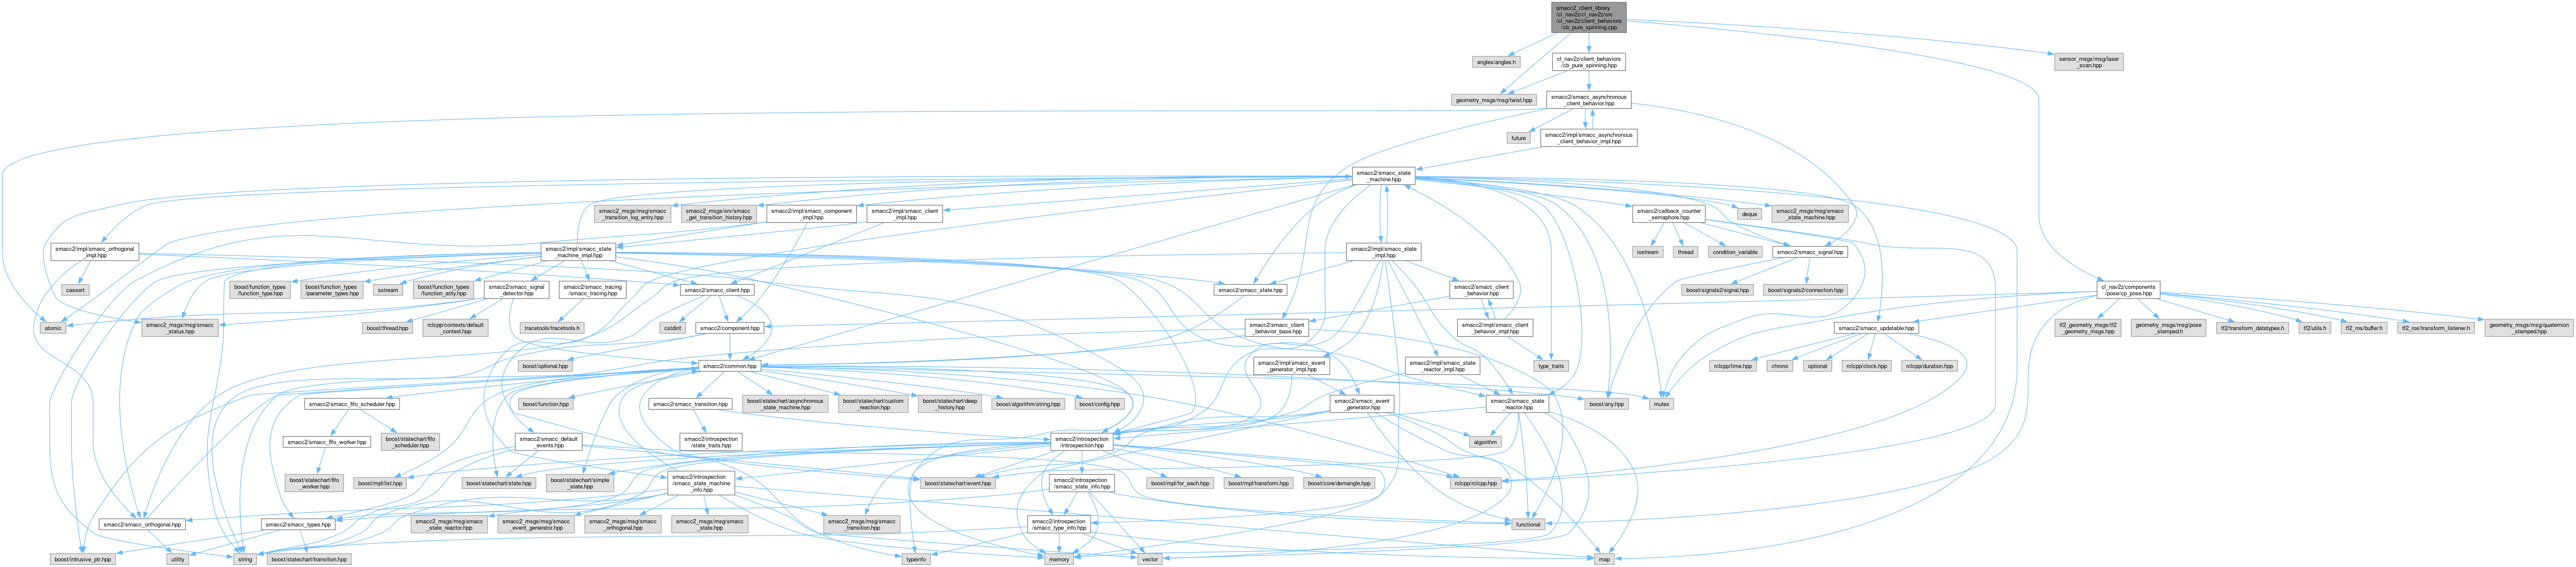 smacc2_client_library
/cl_nav2z/cl_nav2z/src
/cl_nav2z/client_behaviors
/cb_pure_spinning.cpp
angles/angles.h
cl_nav2z/client_behaviors
/cb_pure_spinning.hpp
sensor_msgs/msg/laser
_scan.hpp
geometry_msgs/msg/twist.hpp
smacc2/smacc_asynchronous
_client_behavior.hpp
future
smacc2/impl/smacc_asynchronous
_client_behavior_impl.hpp
smacc2/smacc_state
_machine.hpp
smacc2_msgs/msg/smacc
_transition_log_entry.hpp
smacc2_msgs/srv/smacc
_get_transition_history.hpp
smacc2/impl/smacc_component
_impl.hpp
smacc2/impl/smacc_client
_impl.hpp
smacc2/callback_counter
_semaphore.hpp
deque
smacc2_msgs/msg/smacc
_state_machine.hpp
smacc2/impl/smacc_orthogonal
_impl.hpp
smacc2/impl/smacc_state
_machine_impl.hpp
smacc2/impl/smacc_state
_impl.hpp
iostream
thread
condition_variable
smacc2/smacc_signal.hpp
cassert
boost/function_types
/function_type.hpp
boost/function_types
/parameter_types.hpp
sstream
boost/function_types
/function_arity.hpp
smacc2/smacc_signal
_detector.hpp
smacc2/smacc_tracing
/smacc_tracing.hpp
smacc2/smacc_client.hpp
smacc2/smacc_state.hpp
smacc2/smacc_client
_behavior.hpp
boost/signals2/signal.hpp
boost/signals2/connection.hpp
cl_nav2z/components
/pose/cp_pose.hpp
atomic
smacc2_msgs/msg/smacc
_status.hpp
boost/thread.hpp
rclcpp/contexts/default
_context.hpp
tracetools/tracetools.h
cstdint
smacc2/component.hpp
smacc2/smacc_client
_behavior_base.hpp
smacc2/impl/smacc_client
_behavior_impl.hpp
smacc2/smacc_updatable.hpp
tf2_geometry_msgs/tf2
_geometry_msgs.hpp
geometry_msgs/msg/pose
_stamped.h
tf2/transform_datatypes.h
tf2/utils.h
tf2_ros/buffer.h
tf2_ros/transform_listener.h
geometry_msgs/msg/quaternion
_stamped.hpp
boost/optional.hpp
smacc2/common.hpp
smacc2/impl/smacc_event
_generator_impl.hpp
smacc2/impl/smacc_state
_reactor_impl.hpp
type_traits
rclcpp/time.hpp
chrono
optional
rclcpp/clock.hpp
rclcpp/duration.hpp
smacc2/smacc_fifo_scheduler.hpp
boost/function.hpp
smacc2/smacc_transition.hpp
boost/statechart/asynchronous
_state_machine.hpp
boost/statechart/custom
_reaction.hpp
boost/statechart/deep
_history.hpp
boost/algorithm/string.hpp
boost/config.hpp
smacc2/smacc_event
_generator.hpp
smacc2/smacc_state
_reactor.hpp
boost/any.hpp
mutex
smacc2/smacc_fifo_worker.hpp
boost/statechart/fifo
_scheduler.hpp
smacc2/smacc_default
_events.hpp
smacc2/introspection
/state_traits.hpp
smacc2/introspection
/introspection.hpp
algorithm
boost/statechart/fifo
_worker.hpp
boost/mpl/list.hpp
boost/statechart/state.hpp
boost/statechart/simple
_state.hpp
smacc2/introspection
/smacc_state_machine
_info.hpp
boost/statechart/event.hpp
smacc2/introspection
/smacc_state_info.hpp
boost/mpl/for_each.hpp
boost/mpl/transform.hpp
boost/core/demangle.hpp
rclcpp/rclcpp.hpp
smacc2/smacc_orthogonal.hpp
smacc2/smacc_types.hpp
smacc2_msgs/msg/smacc
_state_reactor.hpp
smacc2_msgs/msg/smacc
_event_generator.hpp
smacc2_msgs/msg/smacc
_orthogonal.hpp
smacc2_msgs/msg/smacc
_state.hpp
smacc2_msgs/msg/smacc
_transition.hpp
smacc2/introspection
/smacc_type_info.hpp
functional
boost/intrusive_ptr.hpp
utility
string
boost/statechart/transition.hpp
typeinfo
memory
vector
map